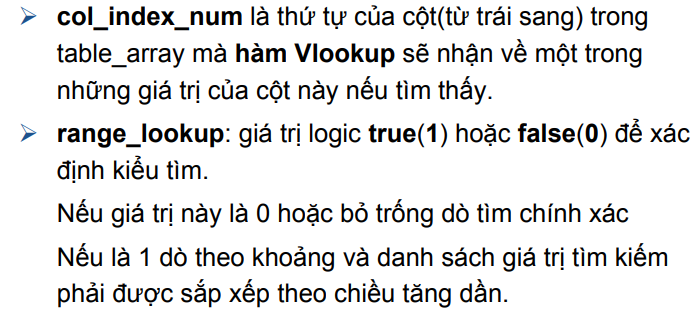 ➢ col_index_num là thứ tự của cột(từ trái sang) trong
table_array mà hàm Vlookup sẽ nhận về một trong
những giá trị của cột này nếu tìm thấy.
➢ range_lookup: giá trị logic true(1) hoặc false(0) để xác
định kiểu tìm.
Nếu giá trị này là 0 hoặc bỏ trống dò tìm chính xác
Nếu là 1 dò theo khoảng và danh sách giá trị tìm kiếm
phải được sắp xếp theo chiều tăng dần.